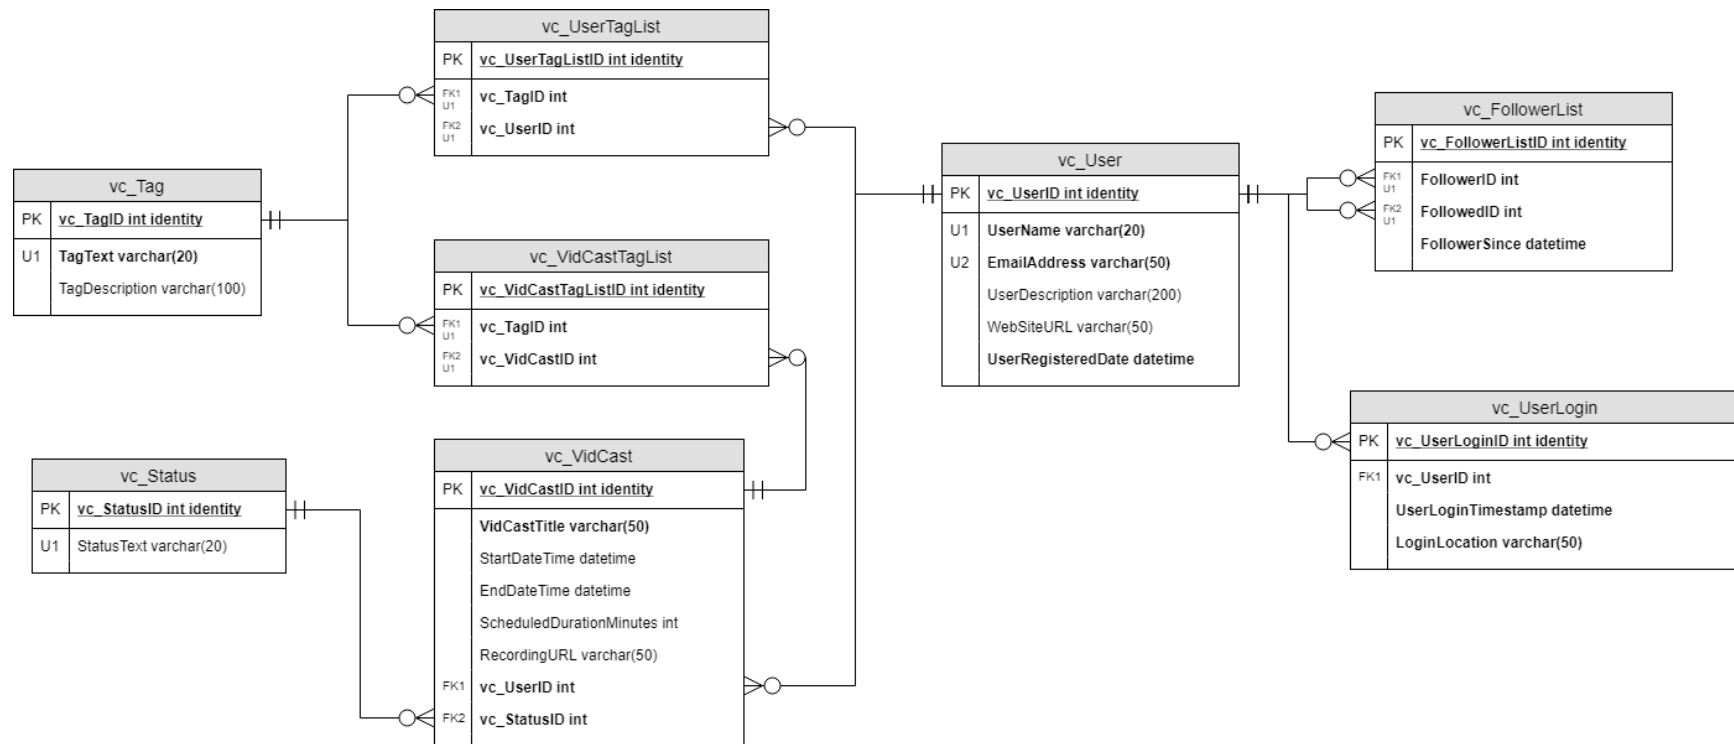 vc_UserTagList
PK vc_UserTagListID int identity
FK1 U1 vc_TagID int
FK2 U1 vc_UserID int
vc_Tag
PK vc_TagID int identity
U1 TagText varchar(20)
TagDescription varchar(100)
vc_VidCastTagList
PK vc_VidCastTagListID int identity
FK1 U1 vc_TagID int
FK2 U1 vc_VidCastID int
vc_Status
PK vc_StatusID int identity
U1 StatusText varchar(20)
vc_VidCast
PK vc_VidCastID int identity
VidCastTitle varchar(50)
StartDateTime datetime
EndDateTime datetime
ScheduledDurationMinutes int
RecordingURL varchar(50)
FK1 vc_UserID int
FK2 vc_StatusID int
vc_User
PK vc_UserID int identity
U1 UserName varchar(20)
U2 EmailAddress varchar(50)
UserDescription varchar(200)
WebSiteURL varchar(50)
UserRegisteredDate datetime
vc_FollowerList
PK vc_FollowerListID int identity
FK1 U1 FollowerID int
FK2 U1 FollowedID int
FollowerSince datetime
vc_UserLogin
PK vc_UserLoginID int identity
FK1 vc_UserID int
UserLoginTimestamp datetime
LoginLocation varchar(50)